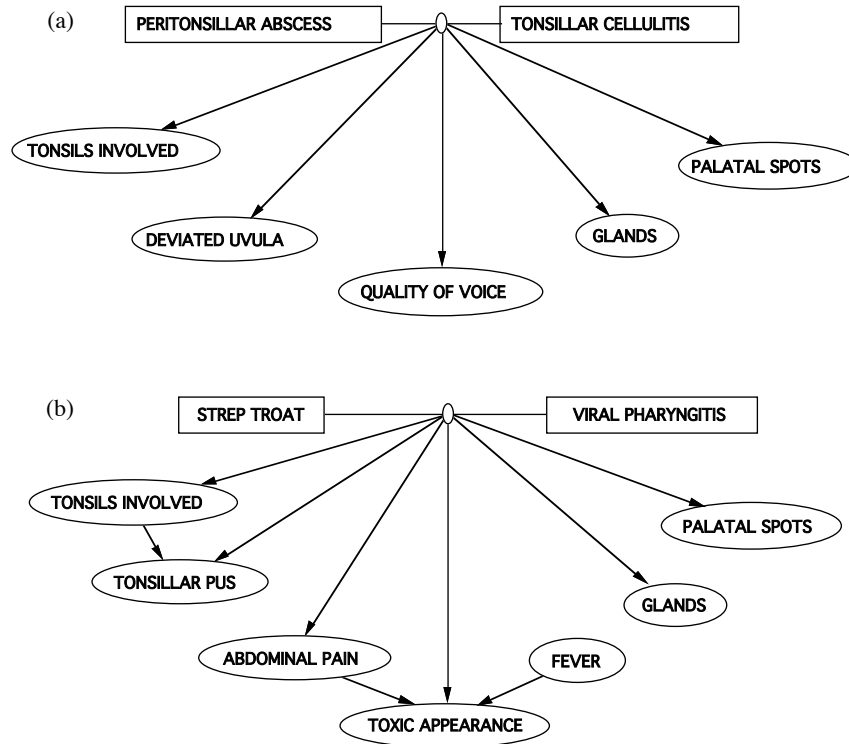 (a)
PERITONSILLAR ABSCESS
TONSILLAR CELLULITIS
TONSILS INVOLVED
PALATAL SPOTS
DEVIATED UVULA
GLANDS
QUALITY OF VOICE
(b)
STREP TROAT
VIRAL PHARYNGITIS
TONSILS INVOLVED
PALATAL SPOTS
TONSILLAR PUS
GLANDS
ABDOMINAL PAIN
FEVER
TOXIC APPEARANCE